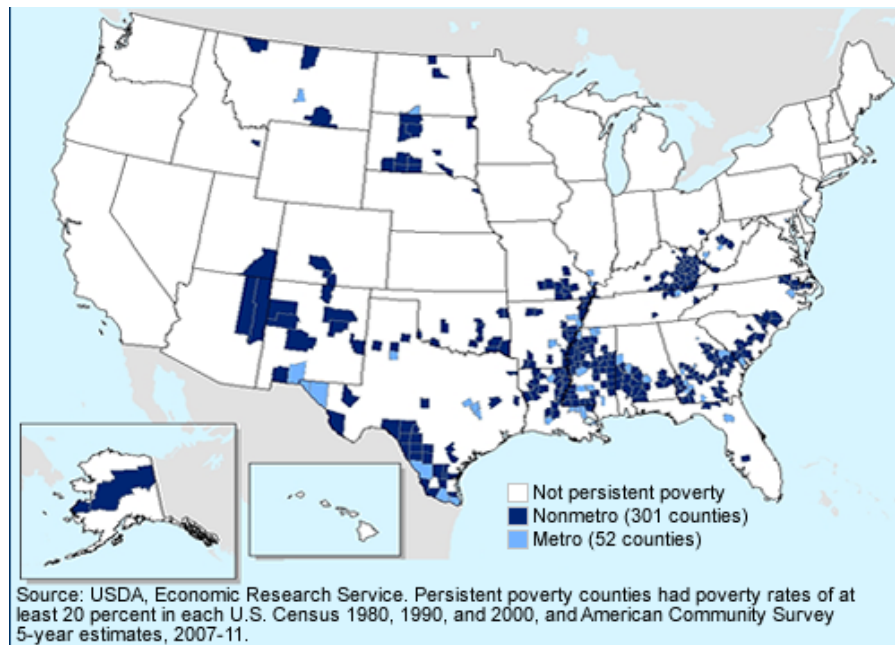 Not persistent poverty
Nonmetro (301 counties)
Metro (52 counties)
Source: USDA, Economic Research Service. Persistent poverty counties had poverty rates of at
least 20 percent in each U.S. Census 1980, 1990, and 2000, and American Community Survey
5-year estimates, 2007-11.